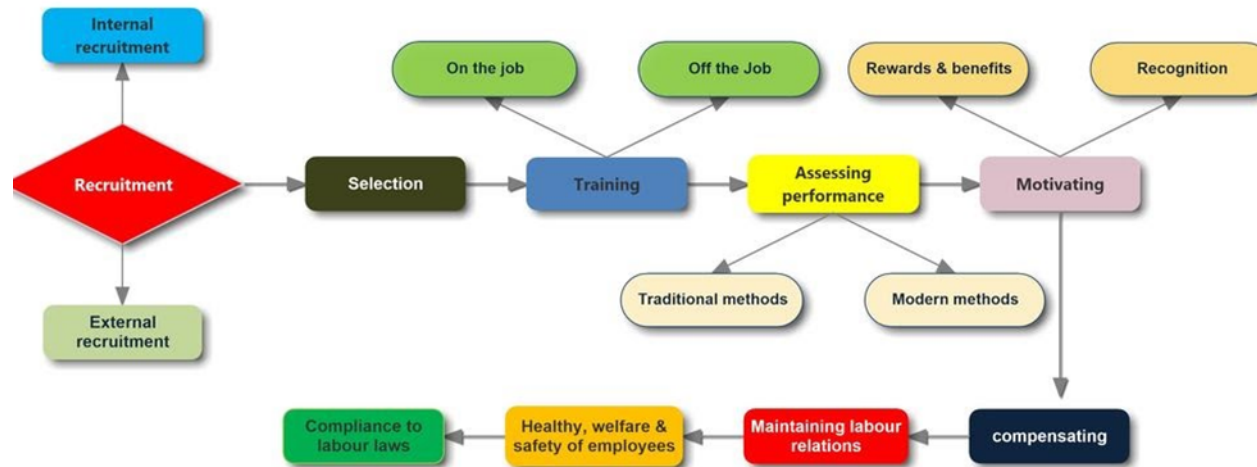 Internal
recruitment
On the job
Off the Job
Rewards & benefits
Recognition
Recruitment
Selection
Training
Assessing
performance
Motivating
Traditional methods
Modern methods
External
recruitment
Compliance to
labour laws
Healthy, welfare &
safety of employees
Maintaining labour
relations
compensating